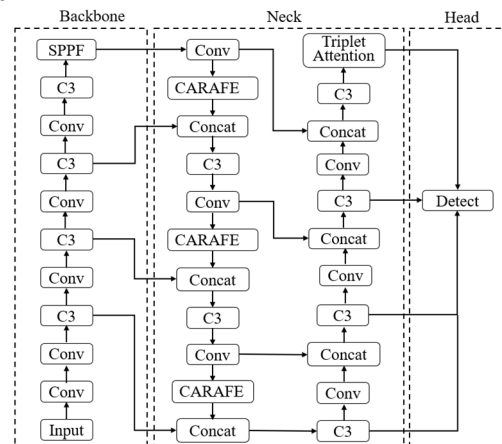 Backbone
Neck
Head
SPPF
C3
Conv
C3
Conv
C3
Conv
C3
Conv
Conv
Input
Conv
CARAFE
Concat
C3
Conv
CARAFE
Concat
C3
Conv
CARAFE
Concat
Triplet
Attention
C3
Concat
Conv
C3
Concat
Conv
C3
Concat
Conv
C3
Detect